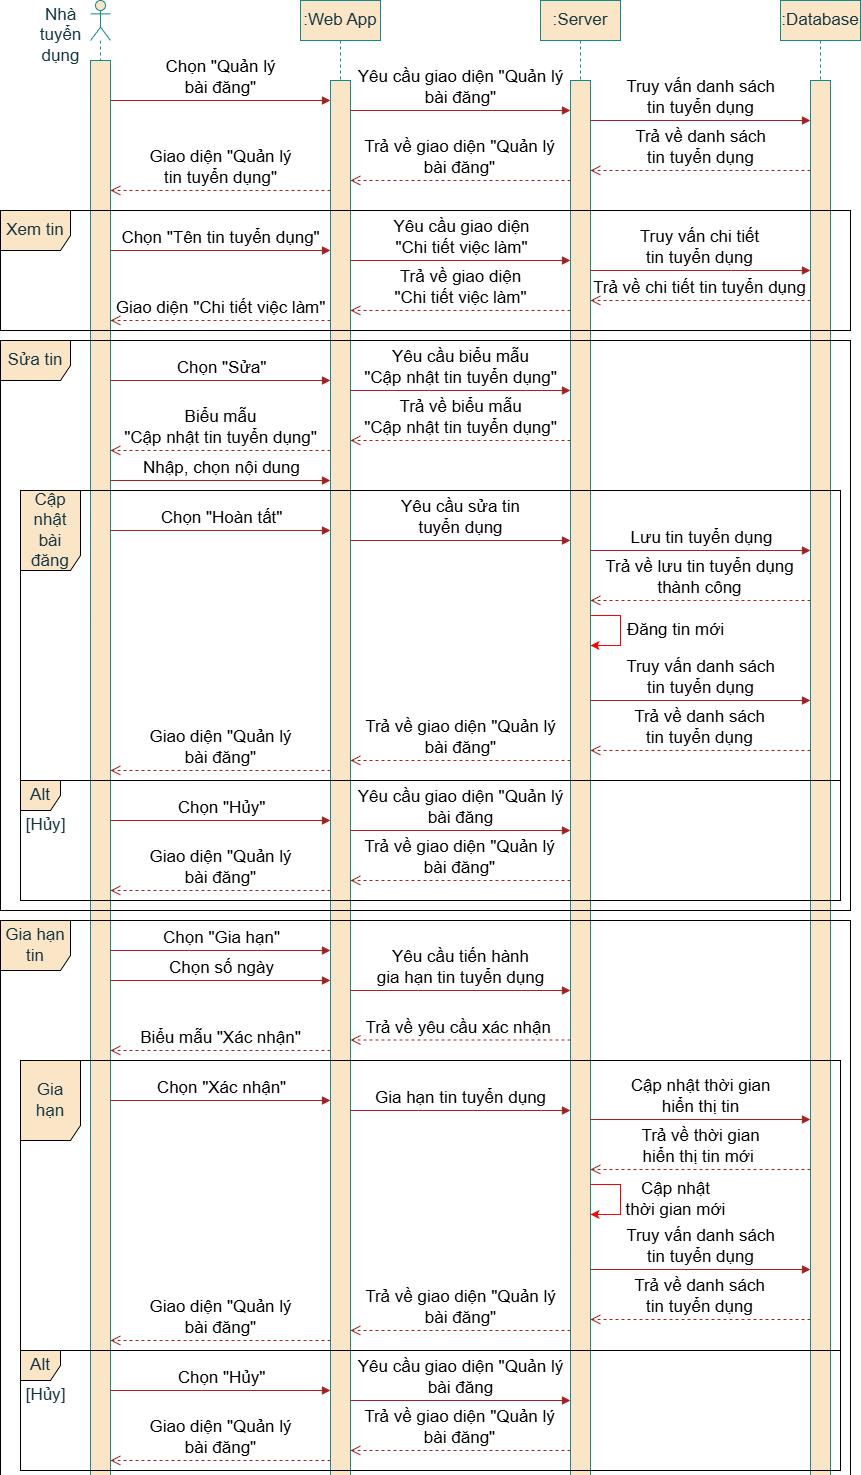 Nhà
tuyển
dụng
:Web App
:Server
:Database
Chọn "Quản lý
bài đăng"
Yêu cầu giao diện "Quản lý
bài đăng"
Truy vấn danh sách
tin tuyển dụng
Trả về danh sách
tin tuyển dụng
Trả về giao diện "Quản lý
bài đăng"
Giao diện "Quản lý
tin tuyển dụng"
Xem tin
Chọn "Tên tin tuyển dụng"
Yêu cầu giao diện
"Chi tiết việc làm"
Truy vấn chi tiết
tin tuyển dụng
Trả về chi tiết tin tuyển dụng
Trả về giao diện
"Chi tiết việc làm"
Giao diện "Chi tiết việc làm"
Sửa tin
Chọn "Sửa"
Yêu cầu biểu mẫu
"Cập nhật tin tuyển dụng"
Trả về biểu mẫu
"Cập nhật tin tuyển dụng"
Biểu mẫu
"Cập nhật tin tuyển dụng"
Nhập, chọn nội dung
Cập
nhật
bài
đăng
Chọn "Hoàn tất"
Yêu cầu sửa tin
tuyển dụng
Lưu tin tuyển dụng
Trả về lưu tin tuyển dụng
thành công
Đăng tin mới
Truy vấn danh sách
tin tuyển dụng
Trả về danh sách
tin tuyển dụng
Trả về giao diện "Quản lý
bài đăng"
Giao diện "Quản lý
bài đăng"
Alt
[Hủy]
Chọn "Hủy"
Yêu cầu giao diện "Quản lý
bài đăng
Trả về giao diện "Quản lý
bài đăng"
Giao diện "Quản lý
bài đăng"
Gia hạn
tin
Chọn "Gia hạn"
Chọn số ngày
Yêu cầu tiến hành
gia hạn tin tuyển dụng
Trả về yêu cầu xác nhận
Biểu mẫu "Xác nhận"
Gia
hạn
Chọn "Xác nhận"
Gia hạn tin tuyển dụng
Cập nhật thời gian
hiển thị tin
Trả về thời gian
hiển thị tin mới
Cập nhật
thời gian mới
Truy vấn danh sách
tin tuyển dụng
Trả về danh sách
tin tuyển dụng
Trả về giao diện "Quản lý
bài đăng"
Giao diện "Quản lý
bài đăng"
Alt
[Hủy]
Chọn "Hủy"
Yêu cầu giao diện "Quản lý
bài đăng
Trả về giao diện "Quản lý
bài đăng"
Giao diện "Quản lý
bài đăng"